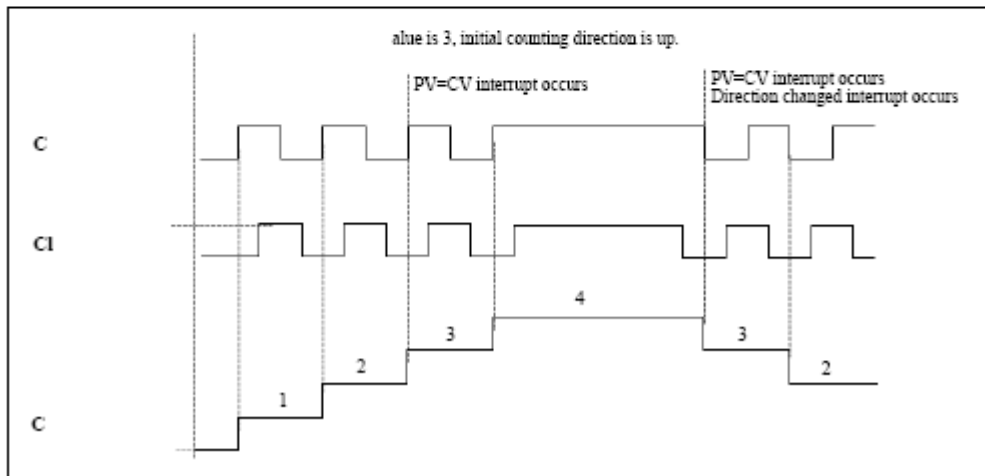 alue is 3, initial counting direction is up.
PV=CV interrupt occurs
PV=CV interrupt occurs
Direction changed interrupt occurs
C
Cl
4
3
3
2
2
1
C